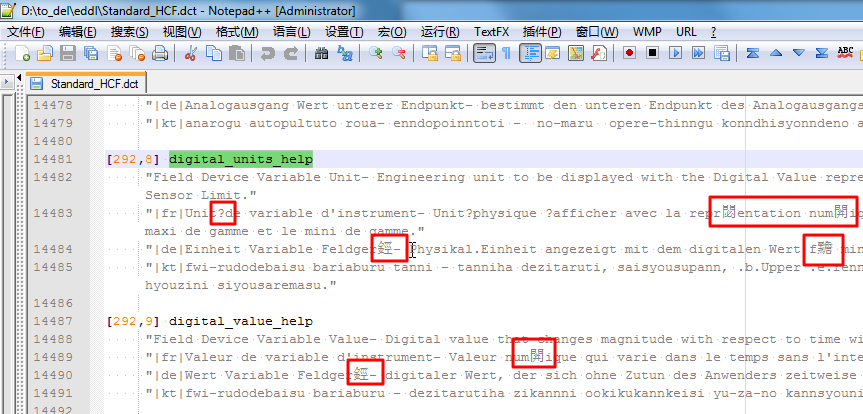 D:\to_del\eddl\Standard_HCF.dct - Notepad++ [Administrator]
文件(F) 编辑(E) 搜索(S) 视图(V) 格式(M) 语言(L) 设置(T) 宏(O) 运行(R) TextFX 插件(P) 窗口(W) WMP URL ?
ABC
Standard_HCF.dct
14478 "|de|Analogausgang Wert unterer Endpunkt- bestimmt den unteren Endpunkt des Analogausgangs
14479 "|kt|anarogu autopultuto roua- enndopoinntoti - no-maru opere-thinngu konndhisyonndeno a
14480
14481 [292,8] digital_units_help
14482 "Field Device Variable Unit- Engineering unit to be displayed with the Digital Value repre
Sensor Limit."
14483 "|fr|Unit?de variable d'instrument- Unit?physique ?afficher avec la repr閟entation num開iq
maxi de gamme et le mini de gamme."
14484 "|de|Einheit Variable Feldger鋞- Physikal.Einheit angezeigt mit dem digitalen Wert f黵 min
14485 "|kt|fwi-rudodebaisu bariaburu tanni - tanniha dezitaruti, saisyousupann, .b.Upper .e.renn
hyouzini siyousaremasu."
14486
14487 [292,9] digital_value_help
14488 "Field Device Variable Value- Digital value that changes magnitude with respect to time wi
14489 "|fr|Valeur de variable d'instrument- Valeur num開ique qui varie dans le temps sans l'inte
14490 "|de|Wert Variable Feldger鋞- digitaler Wert, der sich ohne Zutun des Anwenders zeitweise
14491 "|kt|fwi-rudodebaisu bariaburu - dezitarutiha zikannni ookikukannkeisi yu-za-no kannsyouni
14492